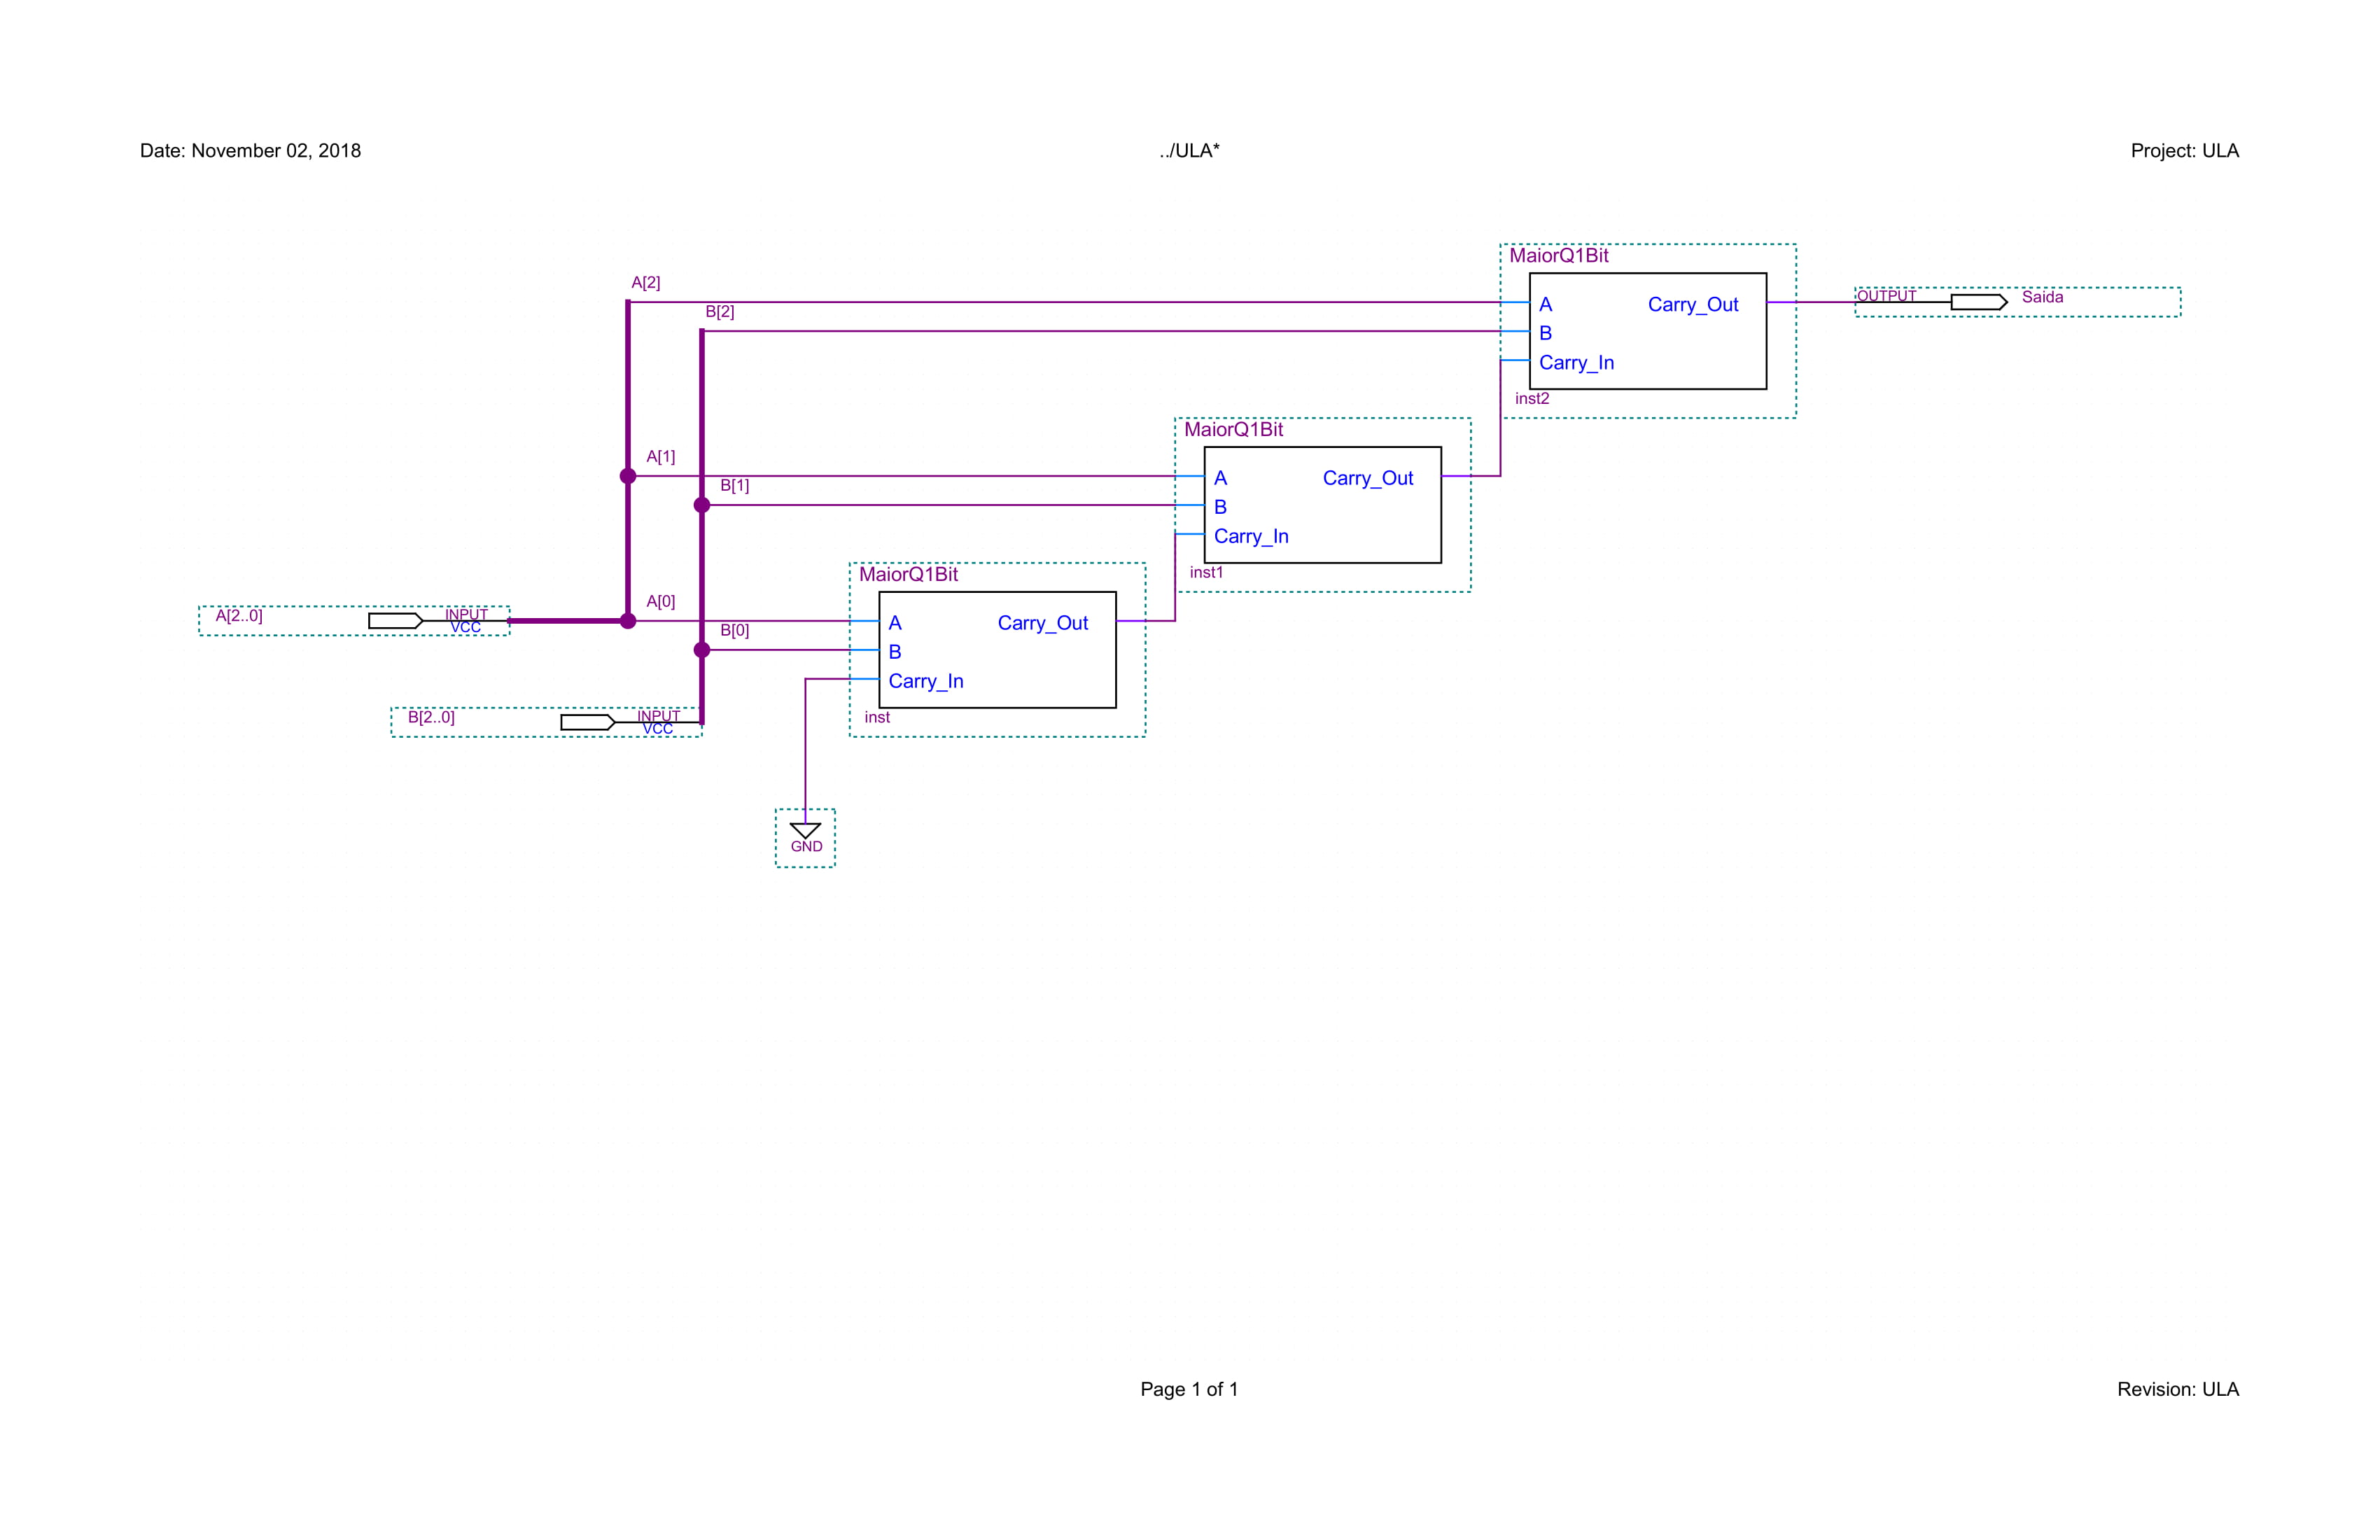 Date: November 02, 2018
../ULA*
Project: ULA
MaiorQ1Bit
A[2]
A
Carry_Out
OUTPUT
Saida
B[2]
B
Carry_In
inst2
MaiorQ1Bit
A[1]
A
Carry_Out
B[1]
B
Carry_In
inst1
MaiorQ1Bit
A[0]
A[2..0]
INPUT
VCC
A
Carry_Out
B[0]
B
Carry_In
B[2..0]
INPUT
VCC
inst
GND
Page 1 of 1
Revision: ULA